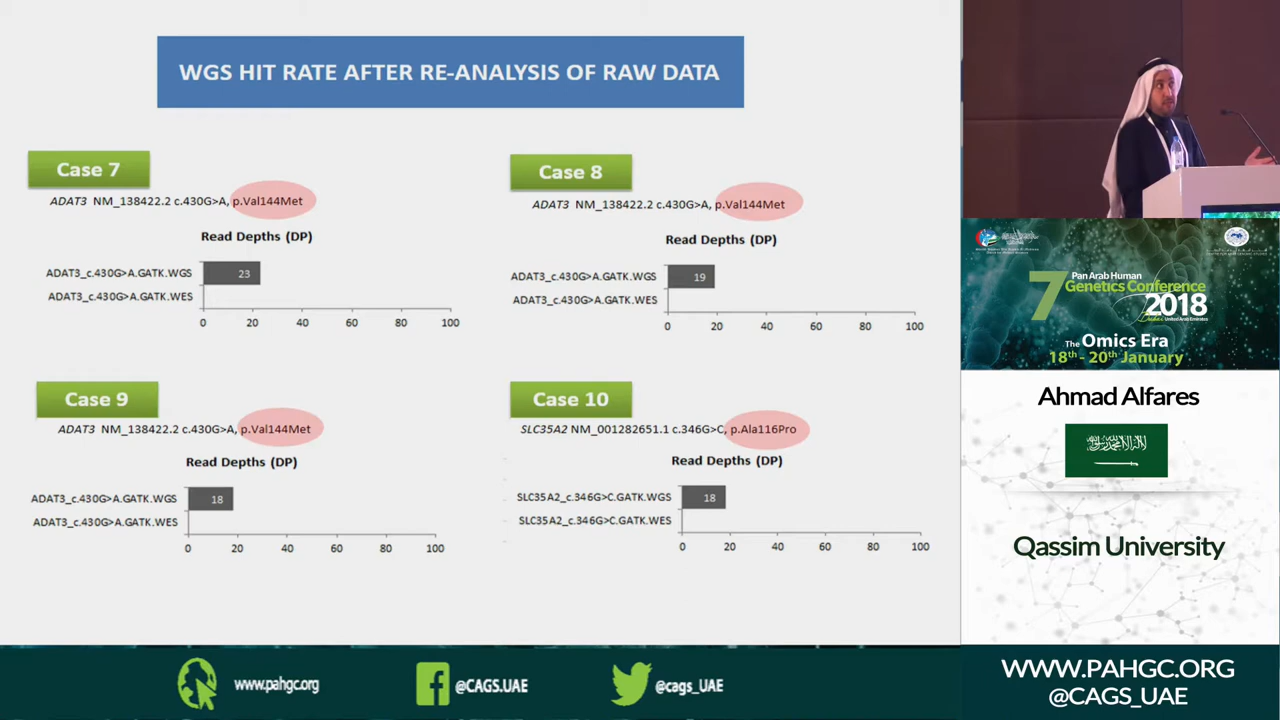 WGS HIT RATE AFTER RE-ANALYSIS OF RAW DATA
Case 7
ADAT3 NM_138422.2 c.430G>A, p.Val144Met
Read Depths (DP)
ADAT3_c.430G>A.GATK.WGS
23
ADAT3_c.430G>A.GATK.WES
0 20 40 60 80 100
Case 8
ADAT3 NM_138422.2 c.430G>A, p.Val144Met
Read Depths (DP)
ADAT3_c.430G>A.GATK.WGS
19
ADAT3_c.430G>A.GATK.WES
0 20 40 60 80 100
Case 9
ADAT3 NM_138422.2 c.430G>A, p.Val144Met
Read Depths (DP)
ADAT3_c.430G>A.GATK.WGS
18
ADAT3_c.430G>A.GATK.WES
0 20 40 60 80 100
Case 10
SLC35A2 NM_001282651.1 c.346G>C, p.Ala116Pro
Read Depths (DP)
SLC35A2_c.346G>C.GATK.WGS
18
SLC35A2_c.346G>C.GATK.WES
0 20 40 60 80 100
7
Pan Arab Human
Genetics Conference
2018
Dubai United Arab Emirates
The Omics Era
18th - 20th January
Ahmad Alfares
Qassim University
www.pahgc.org
@CAGS.UAE
@cags_UAE
WWW.PAHGC.ORG
@CAGS_UAE